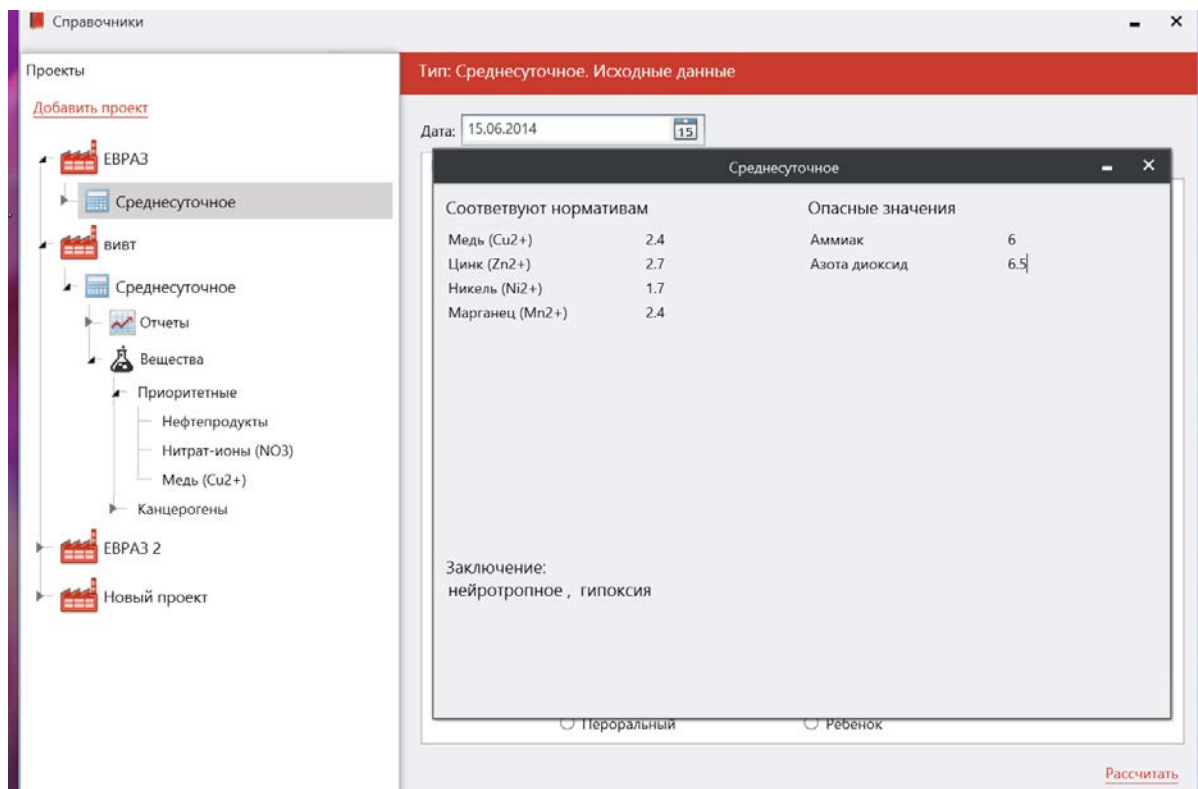 Справочники
Проекты
Добавить проект
ЕВРАЗ
Среднесуточное
вивт
Среднесуточное
Отчеты
Вещества
Приоритетные
Нефтепродукты
Нитрат-ионы (NO3)
Медь (Cu2+)
Канцерогены
ЕВРАЗ 2
Новый проект
Тип: Среднесуточное. Исходные данные
Дата: 15.06.2014 15
Среднесуточное
Соответвуют нормативам Опасные значения
Медь (Cu2+) 2.4 Аммиак 6
Цинк (Zn2+) 2.7 Азота диоксид 6.5
Никель (Ni2+) 1.7
Марганец (Mn2+) 2.4
Заключение:
нейротропное , гипоксия
Пероральный Ребенок
Рассчитать